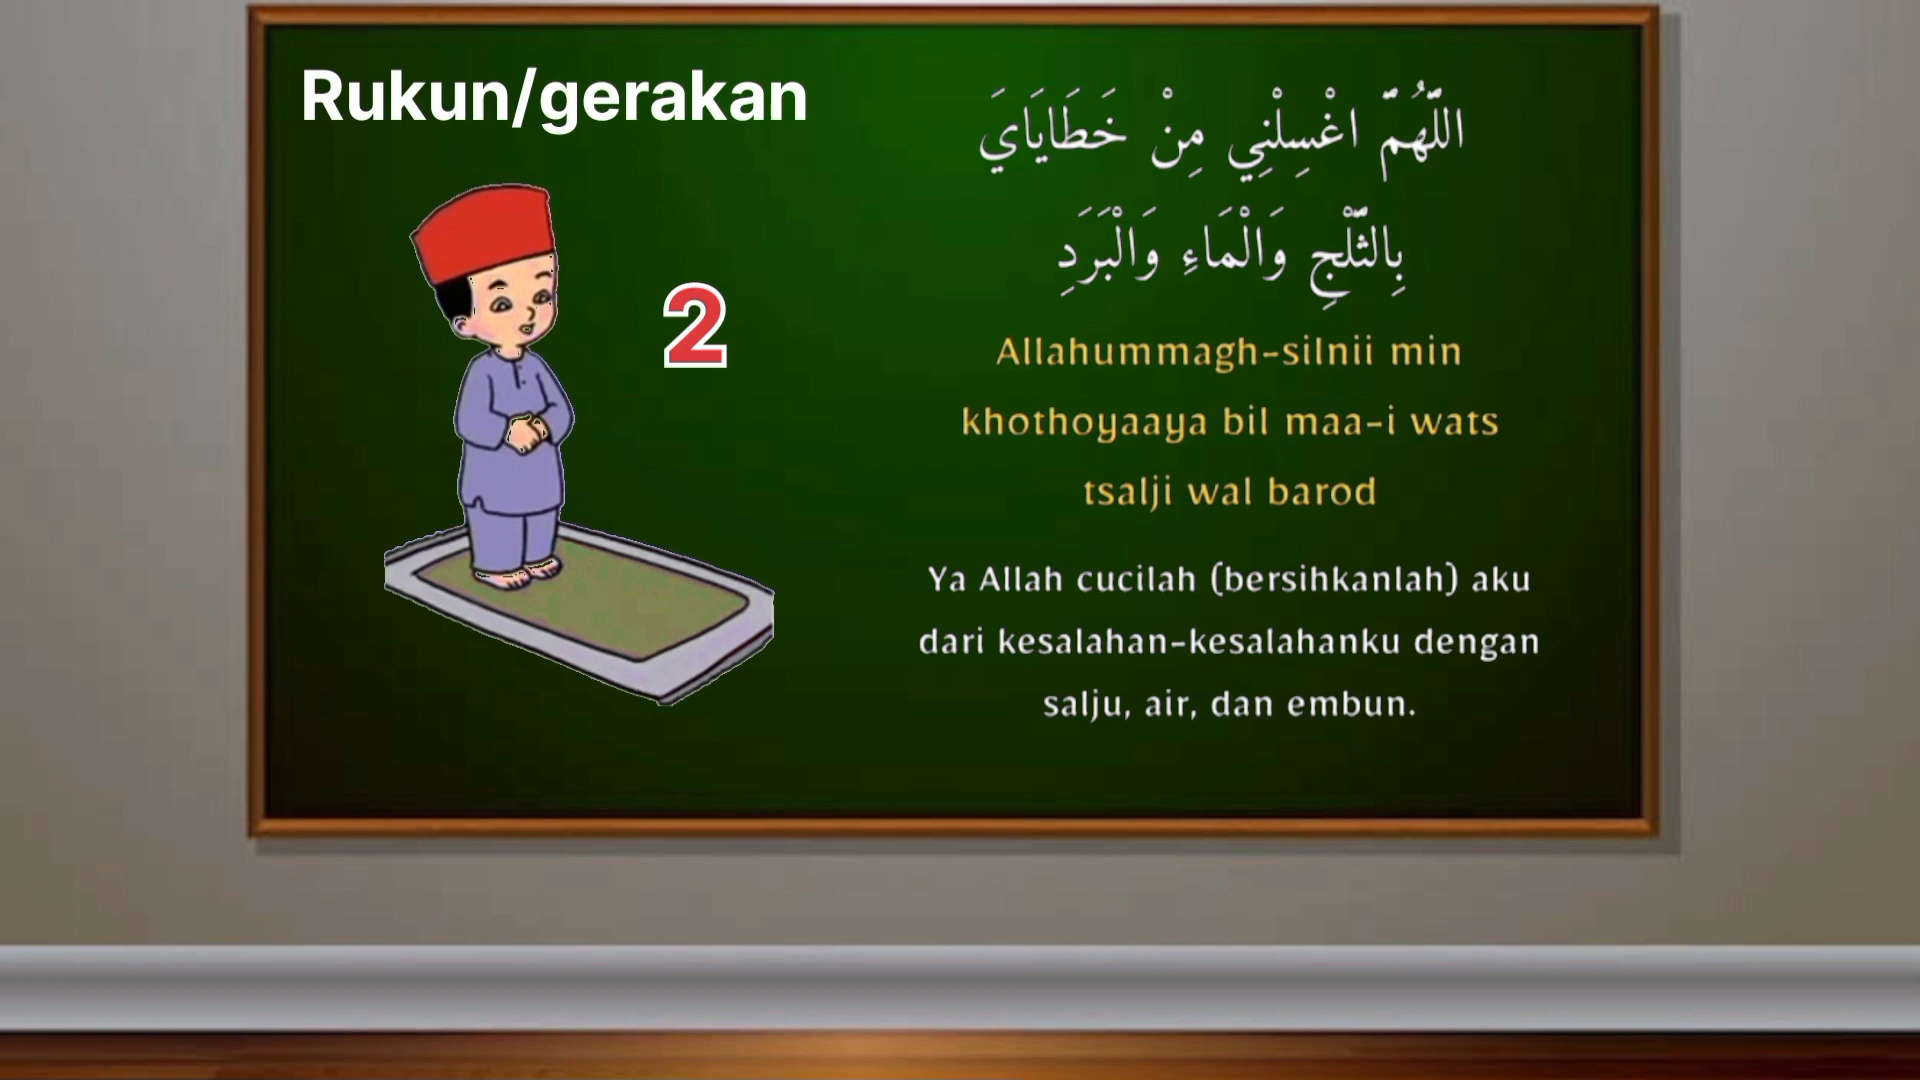 Rukun/gerakan
2
اللَّهُمَّ اغْسِلْنِي مِنْ خَطَايَايَ
بِالثَّلْجِ وَالْمَاءِ وَالْبَرَدِ
Allahummagh-silnii min
khothoyaaya bil maa-i wats
tsalji wal barod
Ya Allah cucilah (bersihkanlah) aku
dari kesalahan-kesalahanku dengan
salju, air, dan embun.